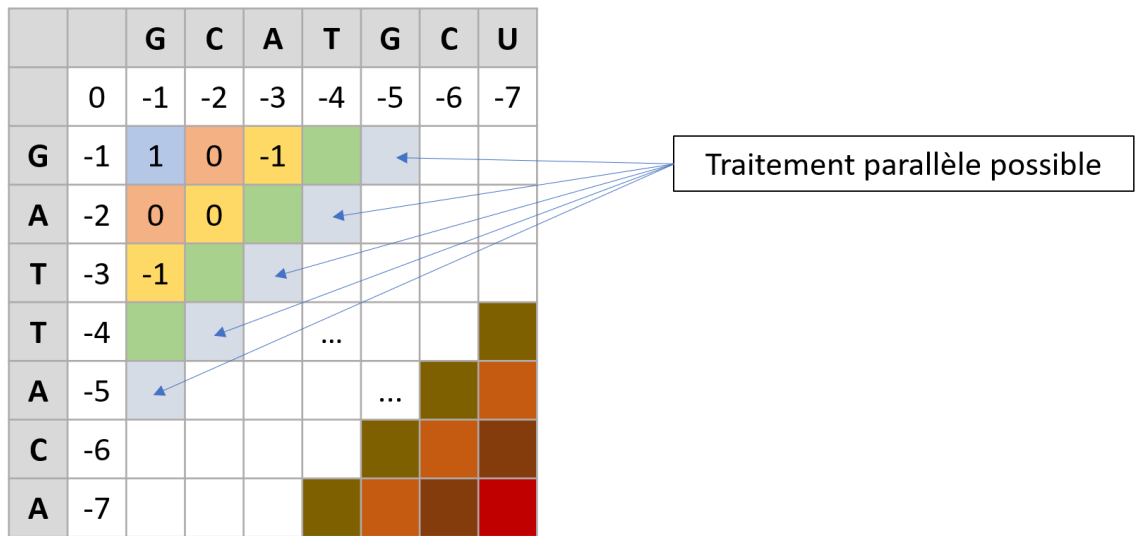 G C A T G C U
0 -1 -2 -3 -4 -5 -6 -7
G -1 1 0 -1
Traitement parallèle possible
A -2 0 0
T -3 -1
T -4 ...
A -5 ...
C -6
A -7